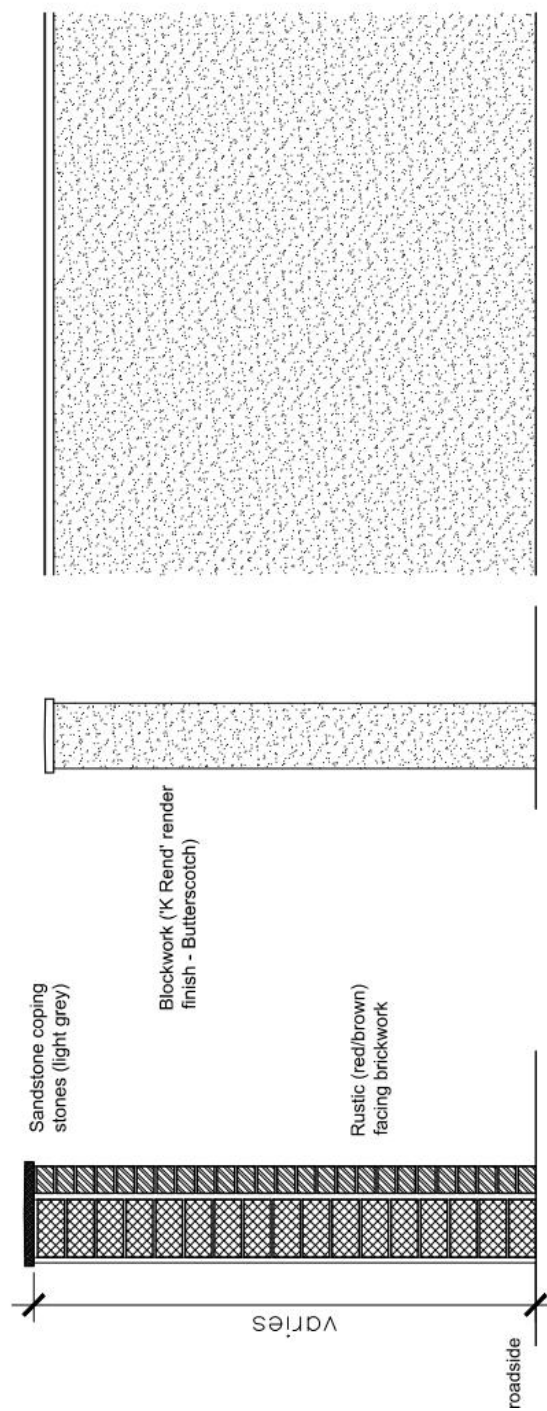 Sandstone coping
stones (light grey)
Blockwork ('K Rend' render
finish - Butterscotch)
Rustic (red/brown)
facing brickwork
varies
roadside